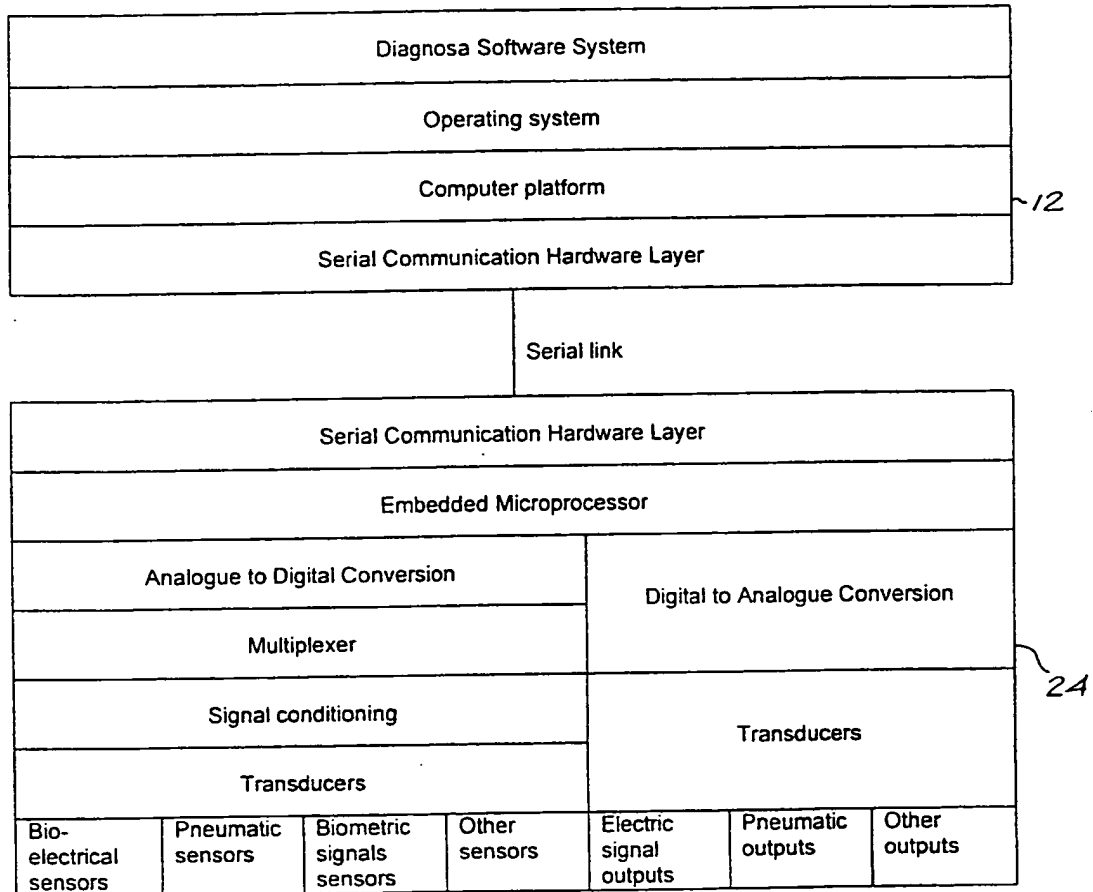 Diagnosa Software System
Operating system
Computer platform
12
Serial Communication Hardware Layer
Serial link
Serial Communication Hardware Layer
Embedded Microprocessor
Analogue to Digital Conversion
Digital to Analogue Conversion
Multiplexer
24
Signal conditioning
Transducers
Transducers
Bio-
electrical
sensors
Pneumatic
sensors
Biometric
signals
sensors
Other
sensors
Electric
signal
outputs
Pneumatic
outputs
Other
outputs